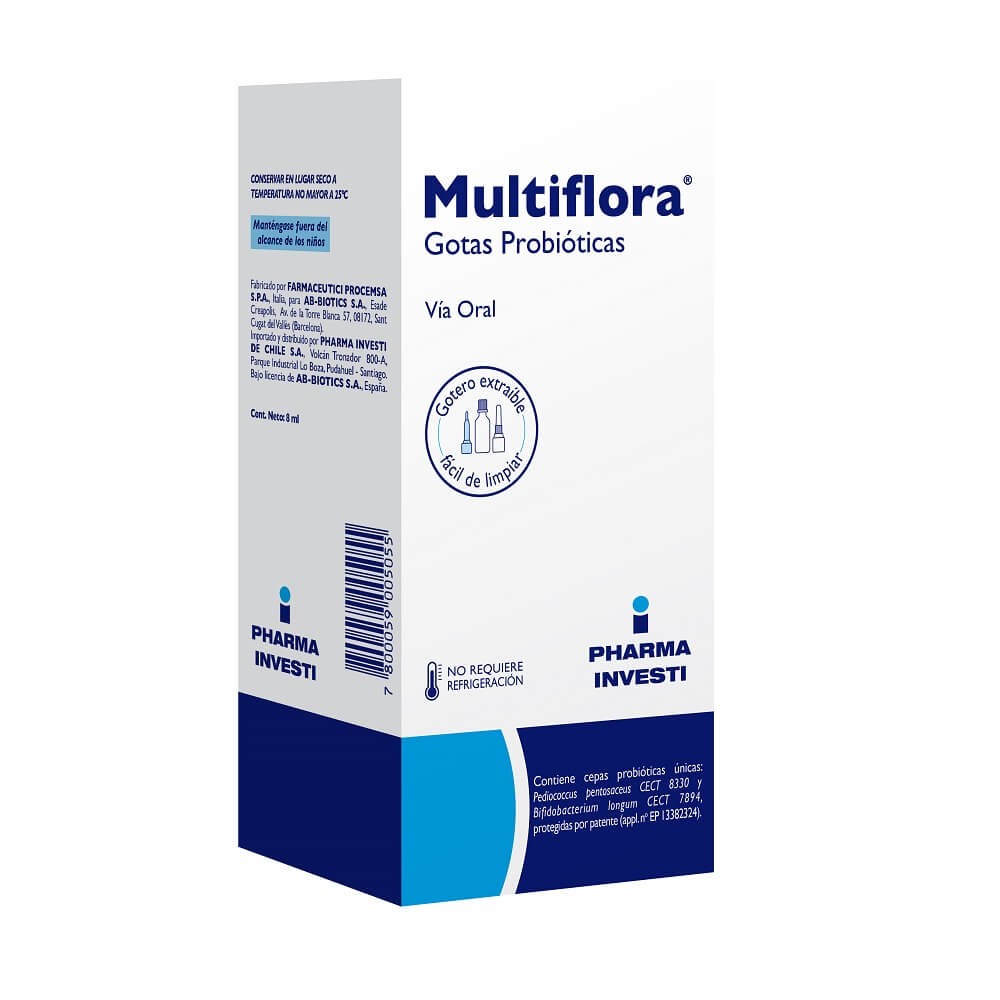 CONSERVAR EN LUGAR SECO A
TEMPERATURA NO MAYOR A 25°C
Manténgase fuera del
alcance de los niños
Fabricado por FARMACEUTICI PROCEMSA
S.P.A., Italia, para AB-BIOTICS S.A., Esade
Creapolis, Av. de la Torre Blanca 57, 08172, Sant
Cugat del Vallès (Barcelona).
Importado y distribuido por PHARMA INVESTI
DE CHILE S.A., Volcán Tronador 800-A,
Parque Industrial Lo Boza, Pudahuel - Santiago.
Bajo licencia de AB-BIOTICS S.A., España.
Cont. Neto: 8 ml
7 800059 005055
PHARMA
INVESTI
Multiflora®
Gotas Probióticas
Vía Oral
Gotero extraíble
fácil de limpiar
NO REQUIERE
REFRIGERACIÓN
PHARMA
INVESTI
Contiene cepas probióticas únicas:
Pediococcus pentosaceus CECT 8330 y
Bifidobacterium longum CECT 7894,
protegidas por patente (appl. nº EP 13382324).